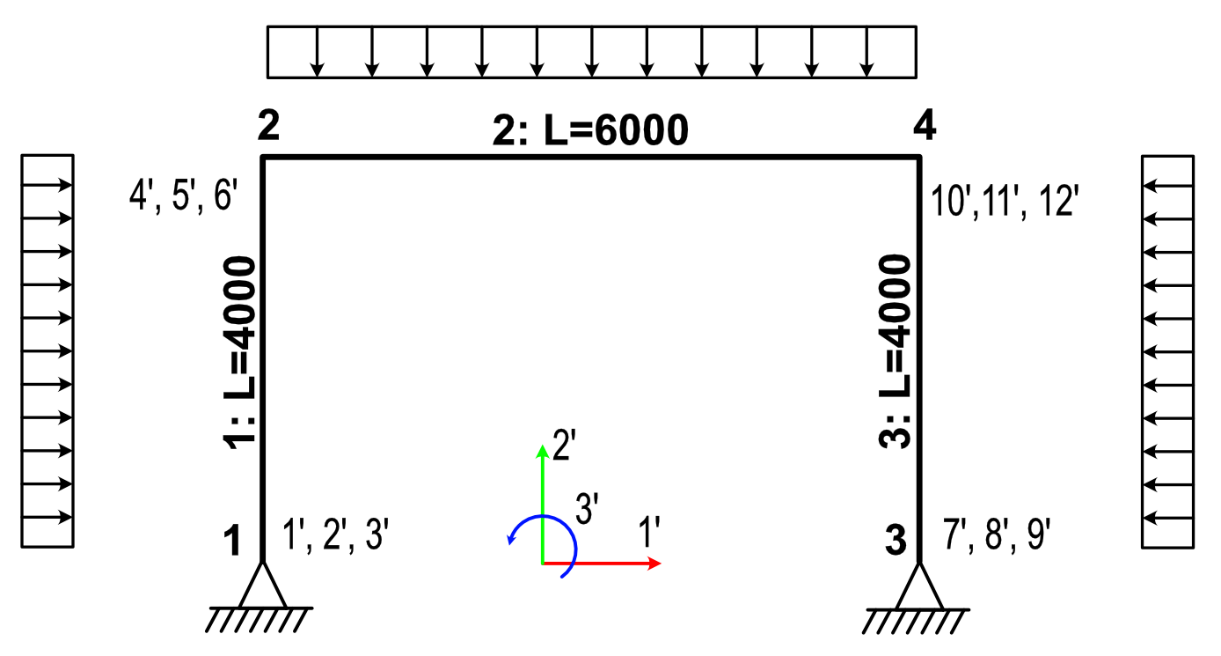 2
2: L=6000
4
4', 5', 6'
10',11', 12'
1: L=4000
3: L=4000
2'
3'
1'
1
1', 2', 3'
3
7', 8', 9'